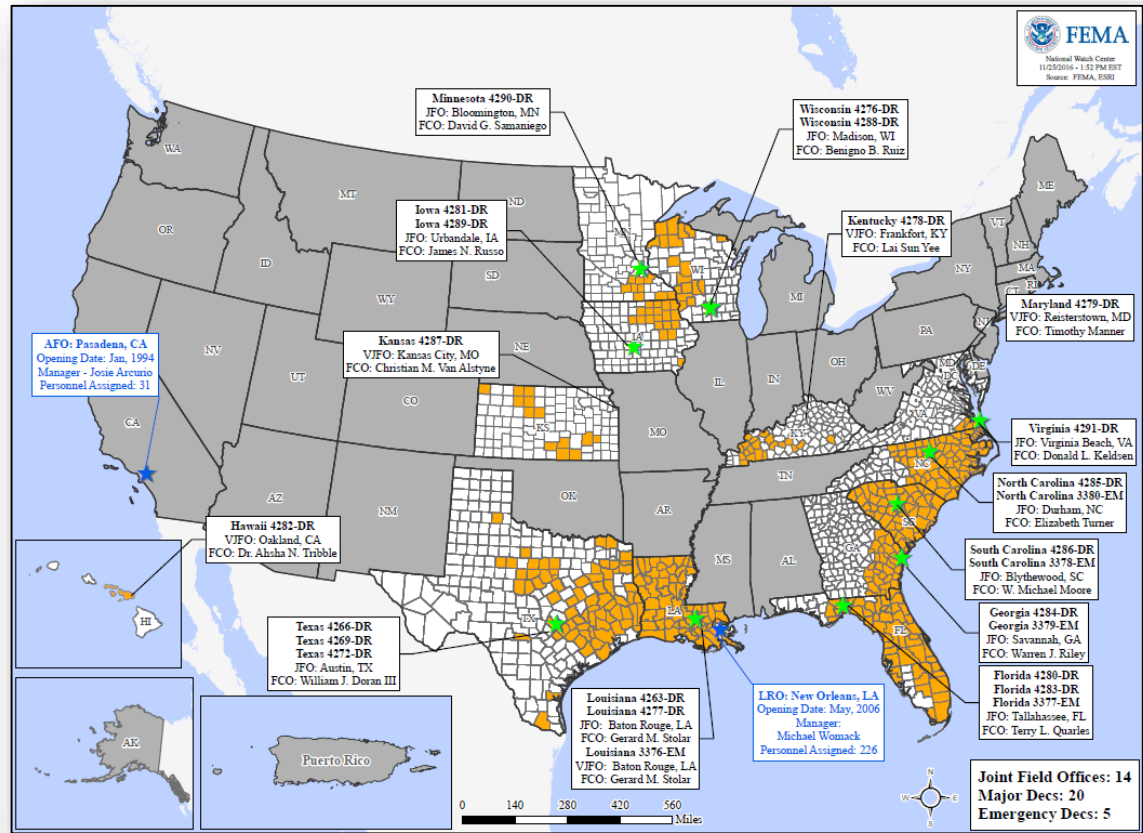 FEMA
National Watch Center
11/25/2016 - 1:52 PM EST
Source: FEMA, ESRI
Minnesota 4290-DR
JFO: Bloomington, MN
FCO: David G. Samaniego
Wisconsin 4276-DR
Wisconsin 4288-DR
JFO: Madison, WI
FCO: Benigno B. Ruiz
Iowa 4281-DR
Iowa 4289-DR
JFO: Urbandale, IA
FCO: James N. Russo
Kentucky 4278-DR
VJFO: Frankfort, KY
FCO: Lai Sun Yee
Maryland 4279-DR
VJFO: Reisterstown, MD
FCO: Timothy Manner
AFO: Pasadena, CA
Opening Date: Jan, 1994
Manager - Josie Arcurio
Personnel Assigned: 31
Kansas 4287-DR
VJFO: Kansas City, MO
FCO: Christian M. Van Alstyne
Virginia 4291-DR
JFO: Virginia Beach, VA
FCO: Donald L. Keldsen
North Carolina 4285-DR
North Carolina 3380-EM
JFO: Durham, NC
FCO: Elizabeth Turner
Hawaii 4282-DR
VJFO: Oakland, CA
FCO: Dr. Ahsha N. Tribble
South Carolina 4286-DR
South Carolina 3378-EM
JFO: Blythewood, SC
FCO: W. Michael Moore
Georgia 4284-DR
Georgia 3379-EM
JFO: Savannah, GA
FCO: Warren J. Riley
Texas 4266-DR
Texas 4269-DR
Texas 4272-DR
JFO: Austin, TX
FCO: William J. Doran III
Florida 4280-DR
Florida 4283-DR
Florida 3377-EM
JFO: Tallahassee, FL
FCO: Terry L. Quarles
Louisiana 4263-DR
Louisiana 4277-DR
JFO: Baton Rouge, LA
FCO: Gerard M. Stolar
Louisiana 3376-EM
VJFO: Baton Rouge, LA
FCO: Gerard M. Stolar
LRO: New Orleans, LA
Opening Date: May, 2006
Manager:
Michael Womack
Personnel Assigned: 226
WA
MT
ND
MN
ME
VT
NH
OR
ID
SD
WI
NY
MA
RI
CT
WY
MI
PA
NJ
NV
NE
IA
OH
MD
DE
DC
UT
CO
IL
IN
WV
VA
CA
KS
MO
KY
AZ
NM
OK
AR
TN
NC
SC
MS
AL
GA
TX
LA
FL
HI
AK
Puerto Rico
N
W
E
S
0
140
280
420
560
Miles
Joint Field Offices: 14
Major Decs: 20
Emergency Decs: 5